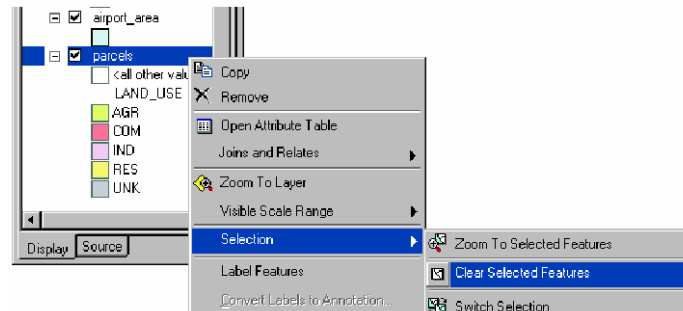 airport_area
parcels
<all other valu
LAND_USE
AGR
COM
IND
RES
UNK
Display
Source
Copy
Remove
Open Attribute Table
Joins and Relates
Zoom To Layer
Visible Scale Range
Selection
Label Features
Convert Labels to Annotation...
Zoom To Selected Features
Clear Selected Features
Switch Selection